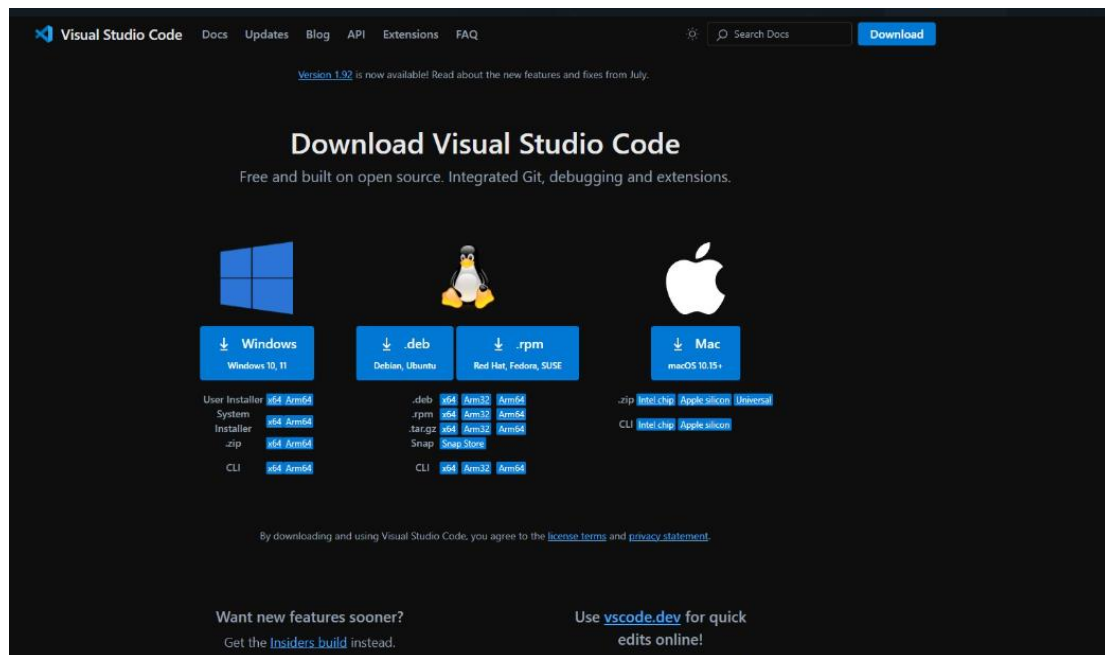 Visual Studio Code Docs Updates Blog API Extensions FAQ Search Docs Download
Version 1.92 is now available! Read about the new features and fixes from July.
Download Visual Studio Code
Free and built on open source. Integrated Git, debugging and extensions.
Windows
Windows 10, 11
User Installer x64 Arm64
System
Installer x64 Arm64
.zip x64 Arm64
CLI x64 Arm64
.deb
Debian, Ubuntu
.rpm
Red Hat, Fedora, SUSE
.deb x64 Arm32 Arm64
.rpm x64 Arm32 Arm64
.tar.gz x64 Arm32 Arm64
Snap Snap Store
CLI x64 Arm32 Arm64
Mac
macOS 10.15+
.zip Intel chip Apple silicon Universal
CLI Intel chip Apple silicon
By downloading and using Visual Studio Code, you agree to the license terms and privacy statement.
Want new features sooner?
Get the Insiders build instead.
Use vscode.dev for quick
edits online!